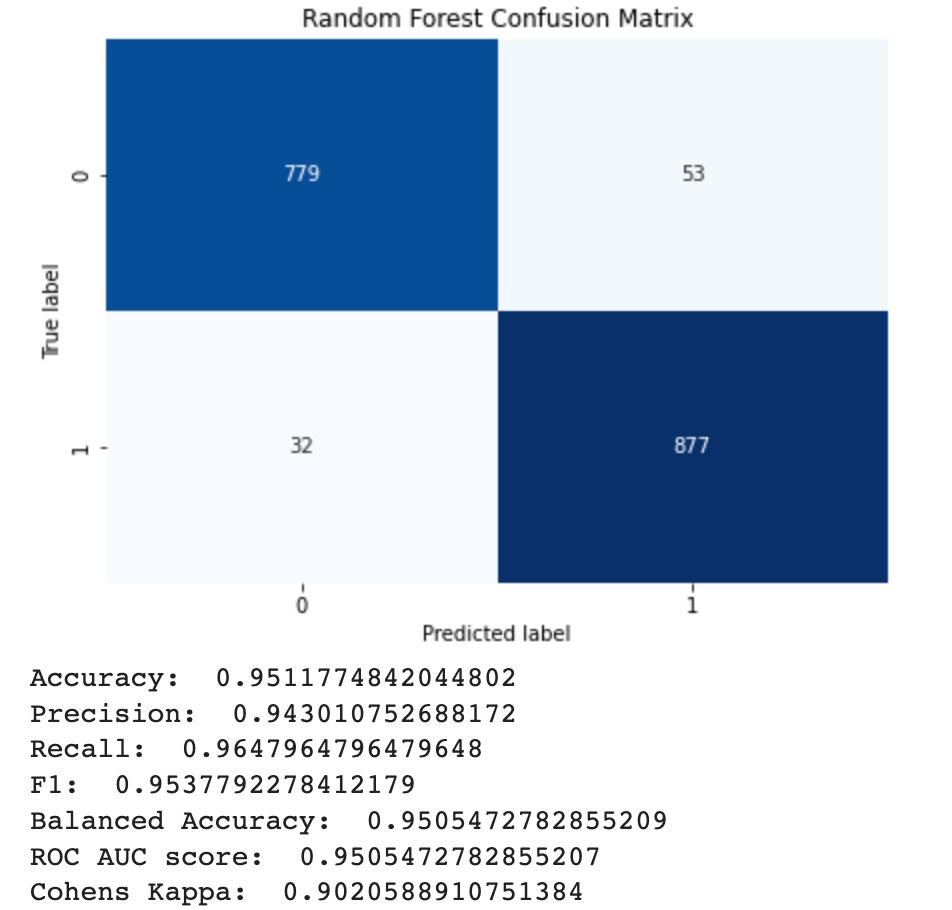 Random Forest Confusion Matrix
0
779
53
True label
1
32
877
0
1
Predicted label
Accuracy: 0.9511774842044802
Precision: 0.943010752688172
Recall: 0.9647964796479648
F1: 0.9537792278412179
Balanced Accuracy: 0.9505472782855209
ROC AUC score: 0.9505472782855207
Cohens Kappa: 0.9020588910751384